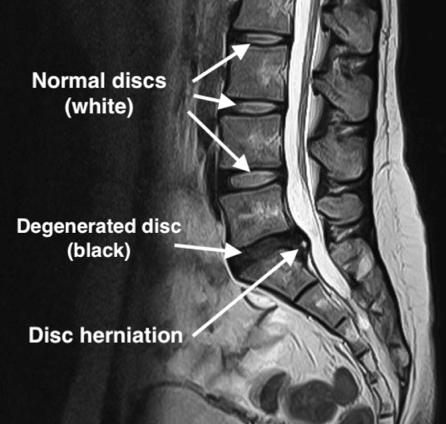 Normal discs
(white)
Degenerated disc
(black)
Disc herniation